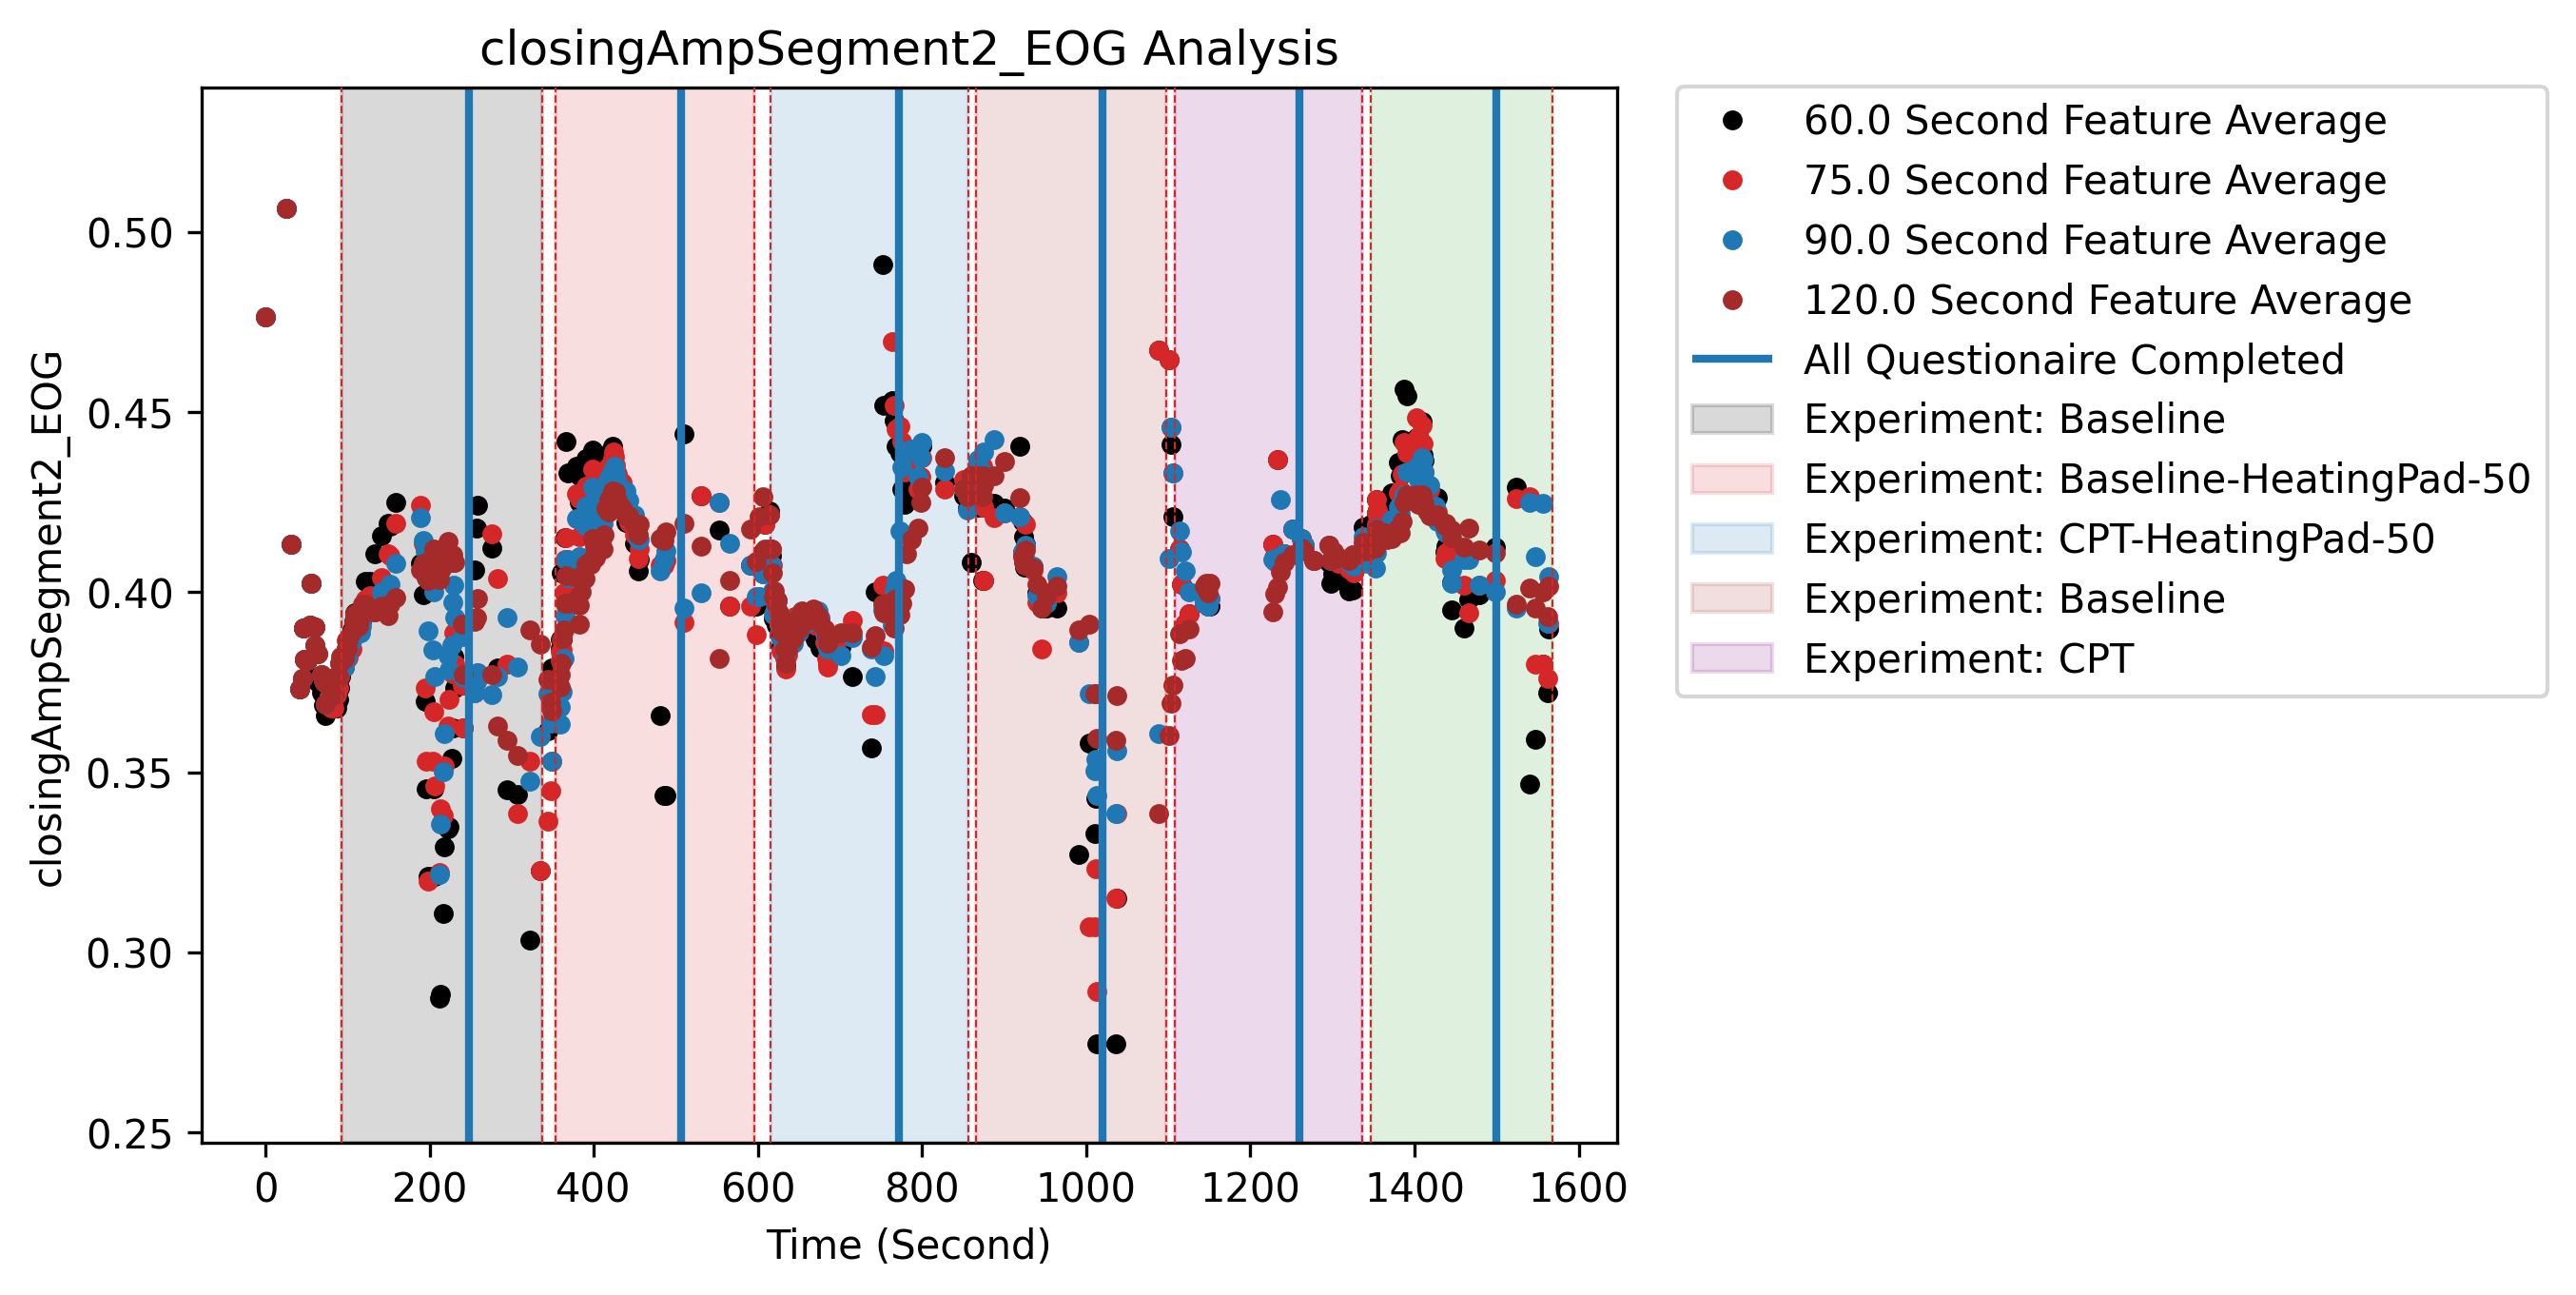 closingAmpSegment2_EOG Analysis
closingAmpSegment2_EOG
0.50
0.45
0.40
0.35
0.30
0.25
0 200 400 600 800 1000 1200 1400 1600
Time (Second)
60.0 Second Feature Average
75.0 Second Feature Average
90.0 Second Feature Average
120.0 Second Feature Average
All Questionaire Completed
Experiment: Baseline
Experiment: Baseline-HeatingPad-50
Experiment: CPT-HeatingPad-50
Experiment: Baseline
Experiment: CPT